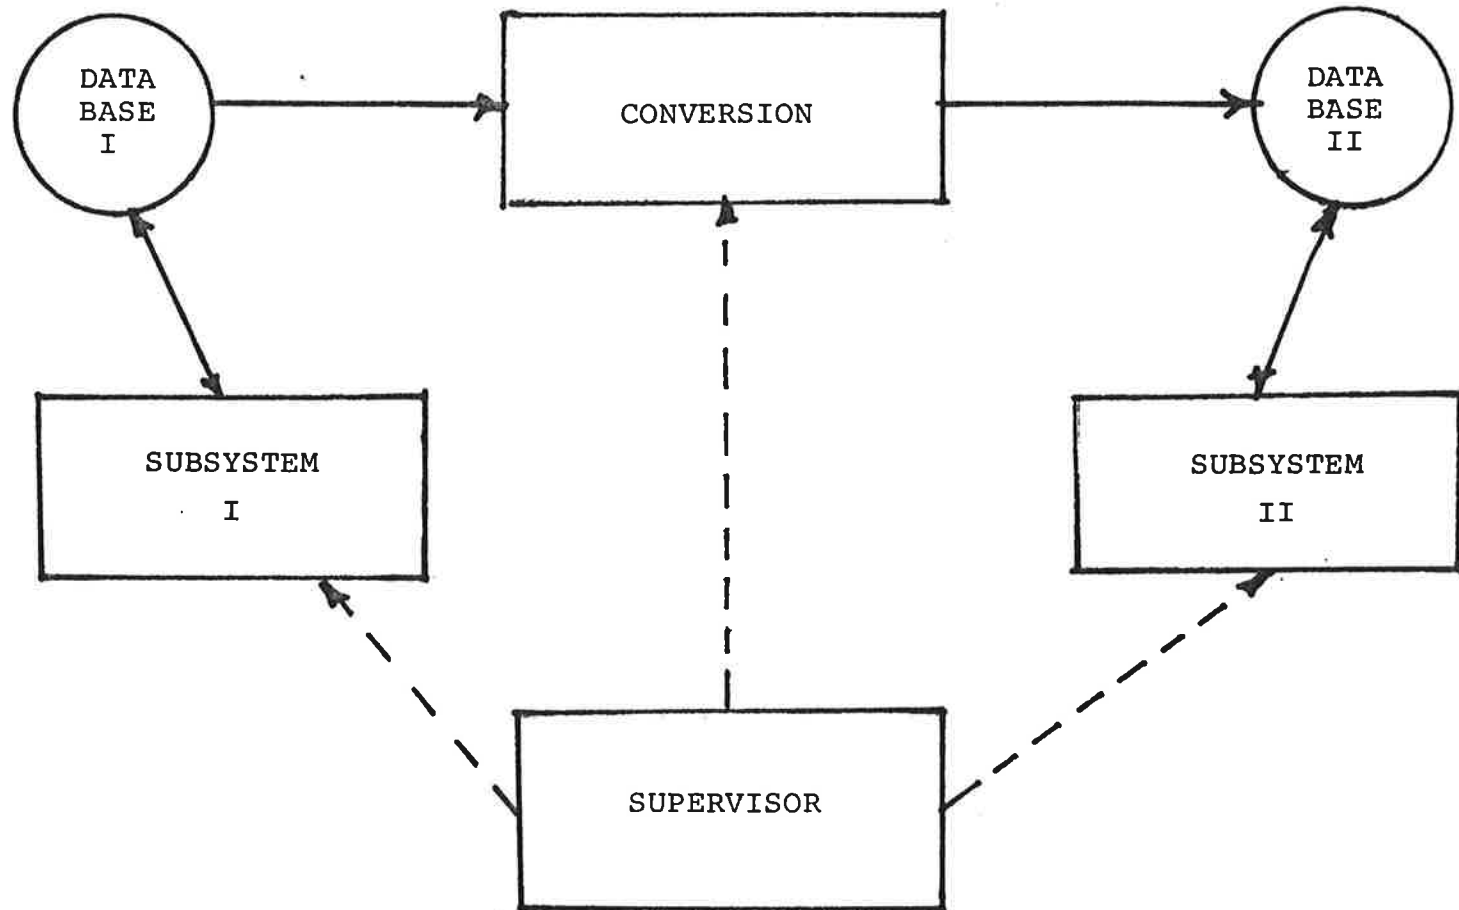 DATA
BASE
I
CONVERSION
DATA
BASE
II
SUBSYSTEM
I
SUBSYSTEM
II
SUPERVISOR